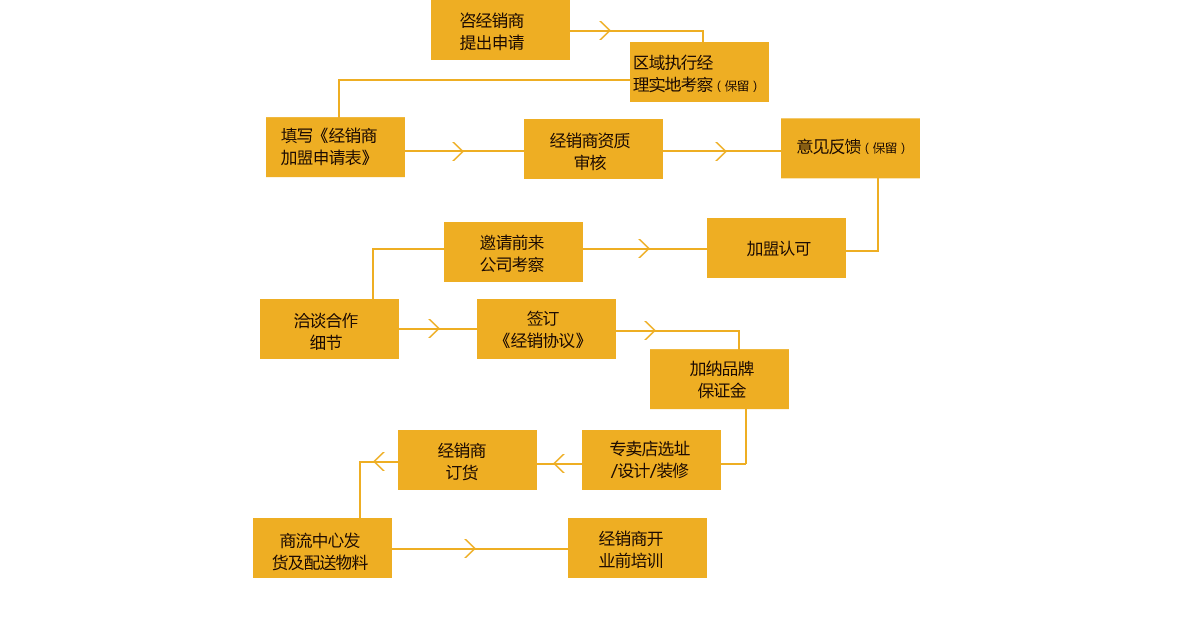 咨经销商
提出申请
区域执行经
理实地考察（保留）
填写《经销商
加盟申请表》
经销商资质
审核
意见反馈（保留）
邀请前来
公司考察
加盟认可
洽谈合作
细节
签订
《经销协议》
加纳品牌
保证金
经销商
订货
专卖店选址
/设计/装修
商流中心发
货及配送物料
经销商开
业前培训